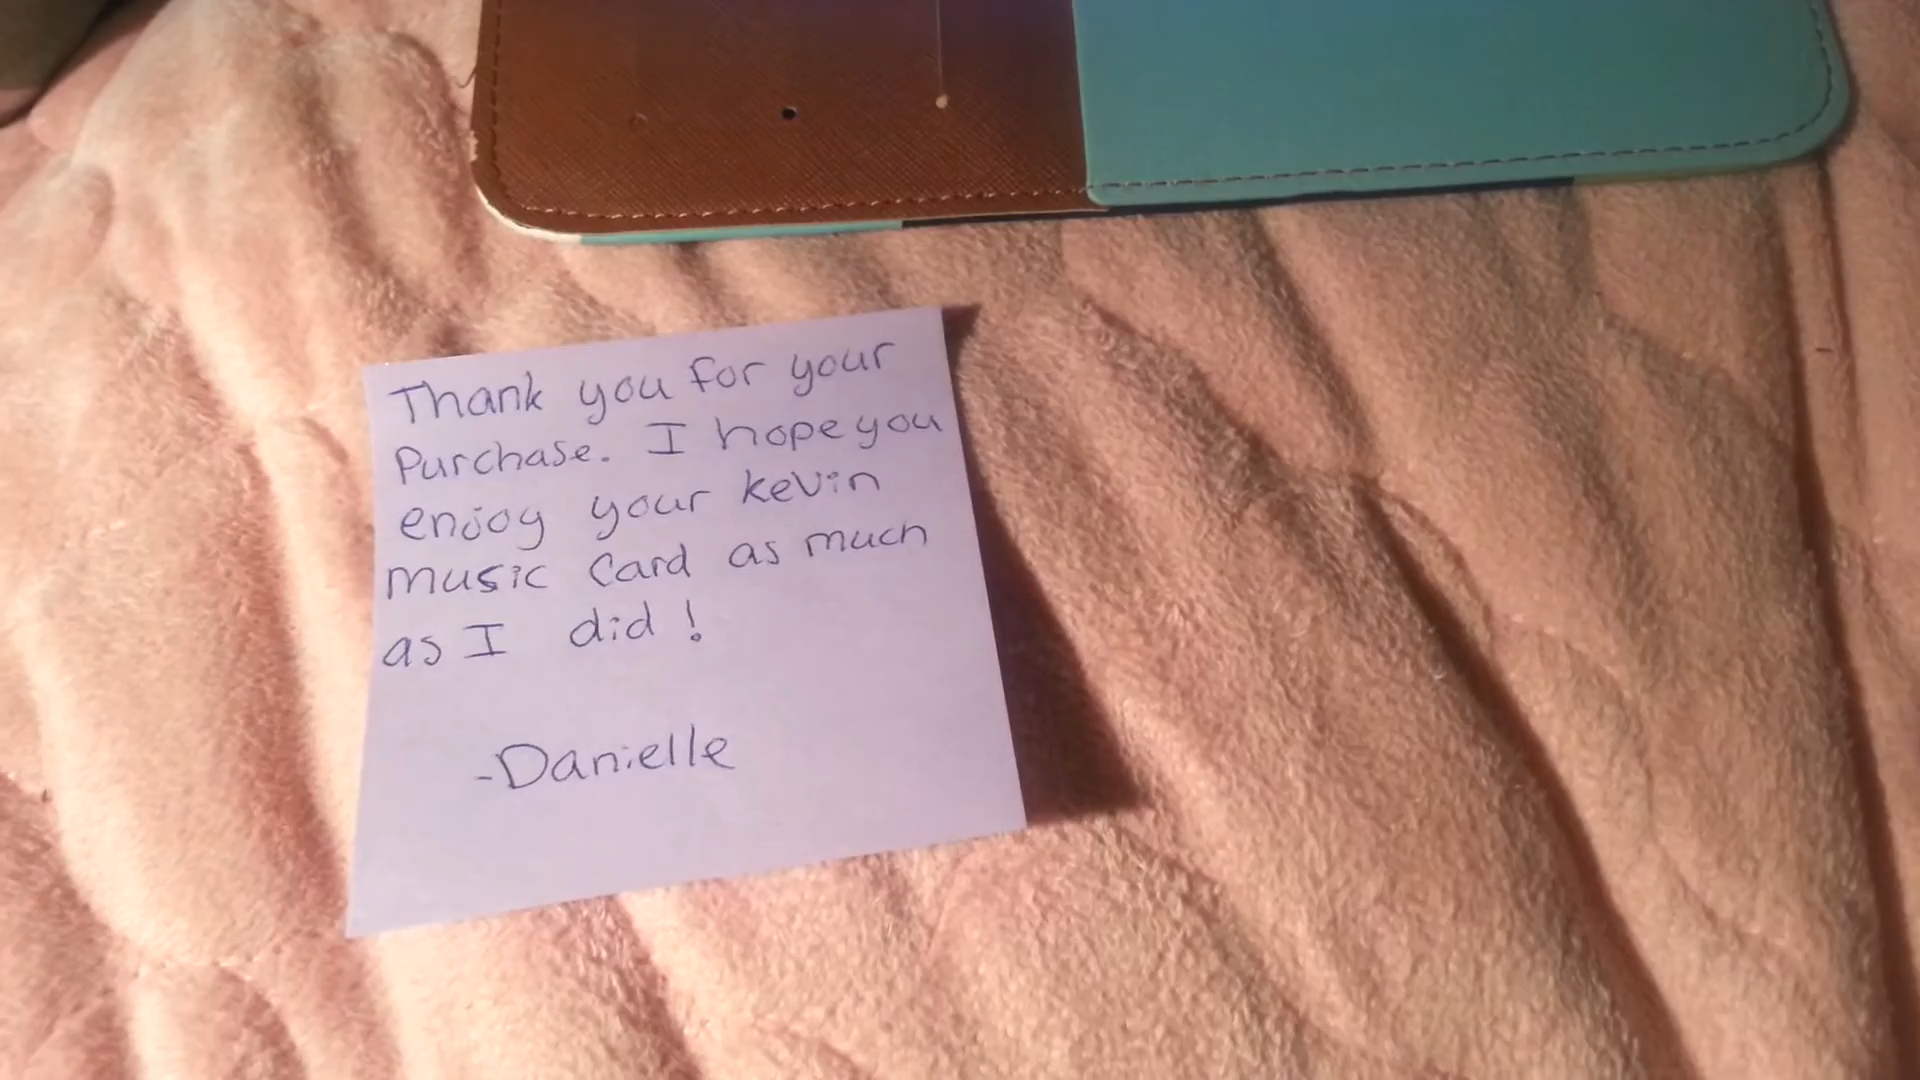 Thank you for your
Purchase. I hope you
enjoy your kevin
music card as much
as I did!
-Danielle